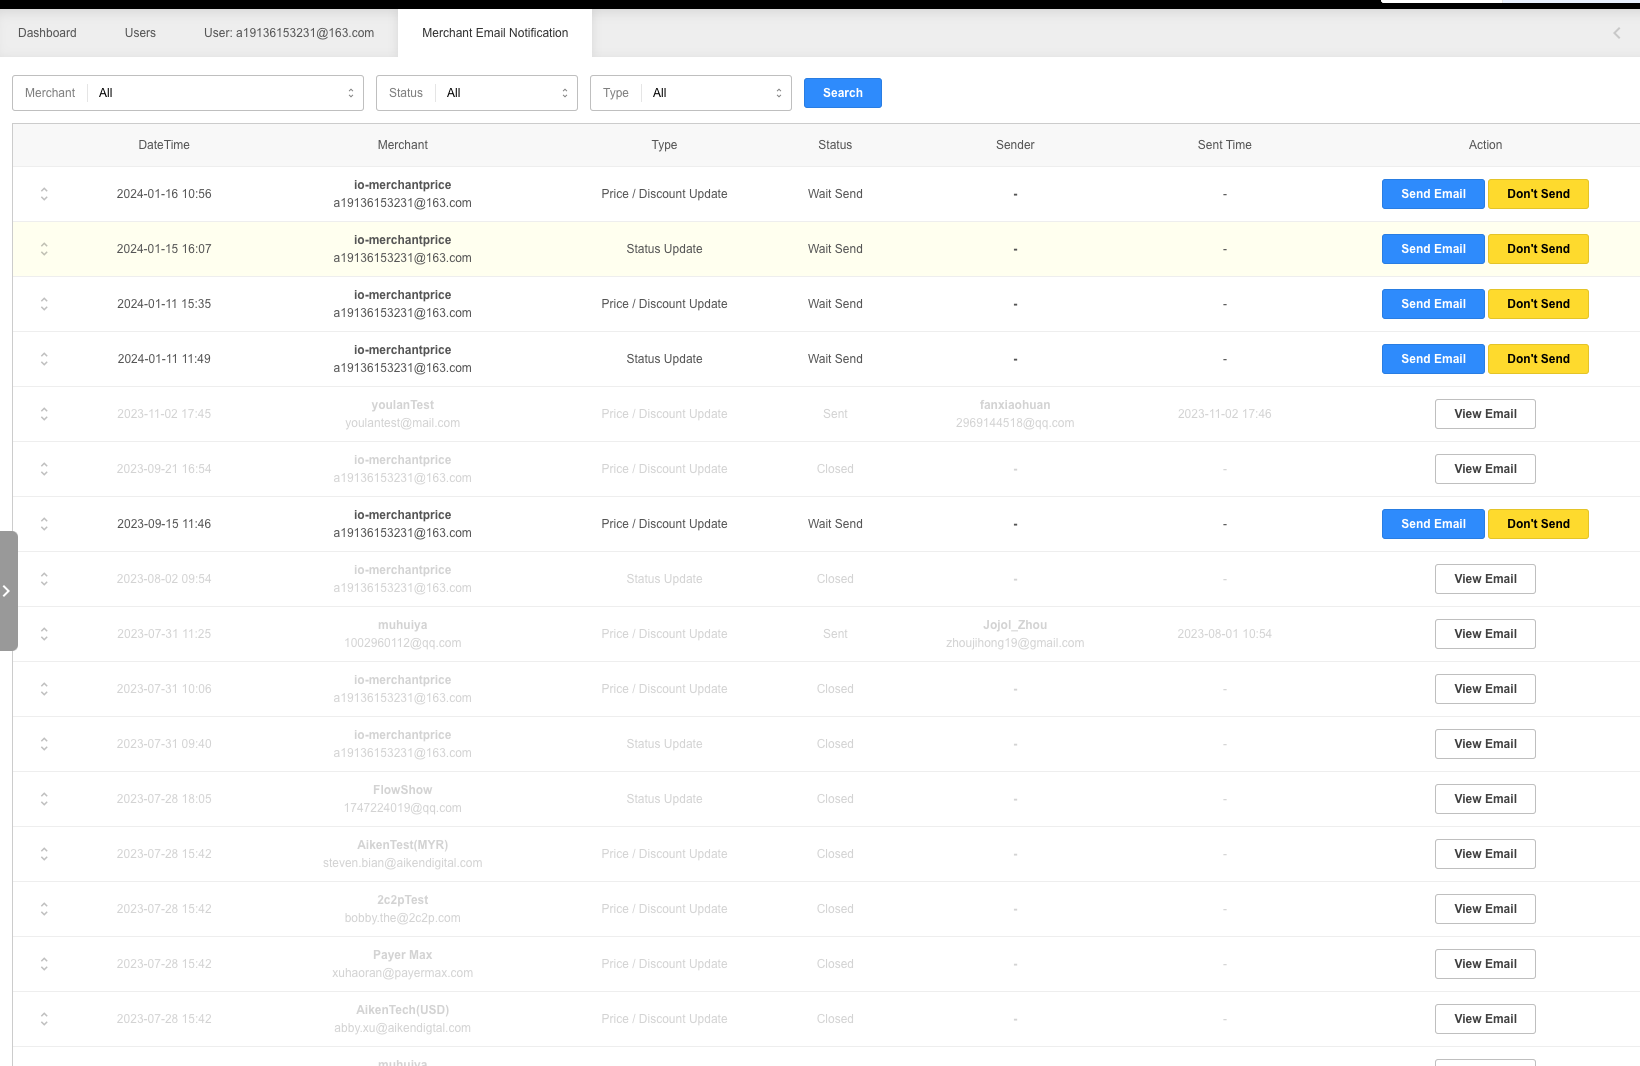 Dashboard Users User: a19136153231@163.com Merchant Email Notification
Merchant All Status All Type All Search
DateTime Merchant Type Status Sender Sent Time Action
2024-01-16 10:56 io-merchantprice a19136153231@163.com Price / Discount Update Wait Send - - Send Email Don't Send
2024-01-15 16:07 io-merchantprice a19136153231@163.com Status Update Wait Send - - Send Email Don't Send
2024-01-11 15:35 io-merchantprice a19136153231@163.com Price / Discount Update Wait Send - - Send Email Don't Send
2024-01-11 11:49 io-merchantprice a19136153231@163.com Status Update Wait Send - - Send Email Don't Send
2023-11-02 17:45 youlanTest youlantest@mail.com Price / Discount Update Sent fanxiaohuan 2969144518@qq.com 2023-11-02 17:46 View Email
2023-09-21 16:54 io-merchantprice a19136153231@163.com Price / Discount Update Closed - - View Email
2023-09-15 11:46 io-merchantprice a19136153231@163.com Price / Discount Update Wait Send - - Send Email Don't Send
2023-08-02 09:54 io-merchantprice a19136153231@163.com Status Update Closed - - View Email
2023-07-31 11:25 muhuiya 1002960112@qq.com Price / Discount Update Sent Jojoi_Zhou zhoujihong19@gmail.com 2023-08-01 10:54 View Email
2023-07-31 10:06 io-merchantprice a19136153231@163.com Price / Discount Update Closed - - View Email
2023-07-31 09:40 io-merchantprice a19136153231@163.com Status Update Closed - - View Email
2023-07-28 18:05 FlowShow 1747224019@qq.com Status Update Closed - - View Email
2023-07-28 15:42 AikenTest(MYR) steven.bian@aikendigital.com Price / Discount Update Closed - - View Email
2023-07-28 15:42 2c2pTest bobby.the@2c2p.com Price / Discount Update Closed - - View Email
2023-07-28 15:42 Payer Max xuhaoran@payermax.com Price / Discount Update Closed - - View Email
2023-07-28 15:42 AikenTech(USD) abby.xu@aikendigtal.com Price / Discount Update Closed - - View Email
muhuiya